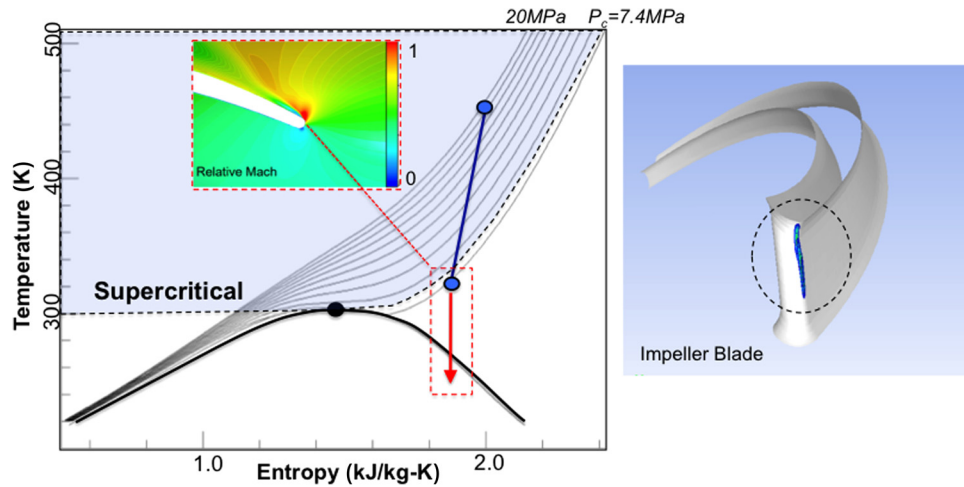 20MPa P_c=7.4MPa
500
400
300
Temperature (K)
1
0
Relative Mach
Supercritical
1.0
2.0
Entropy (kJ/kg-K)
Impeller Blade